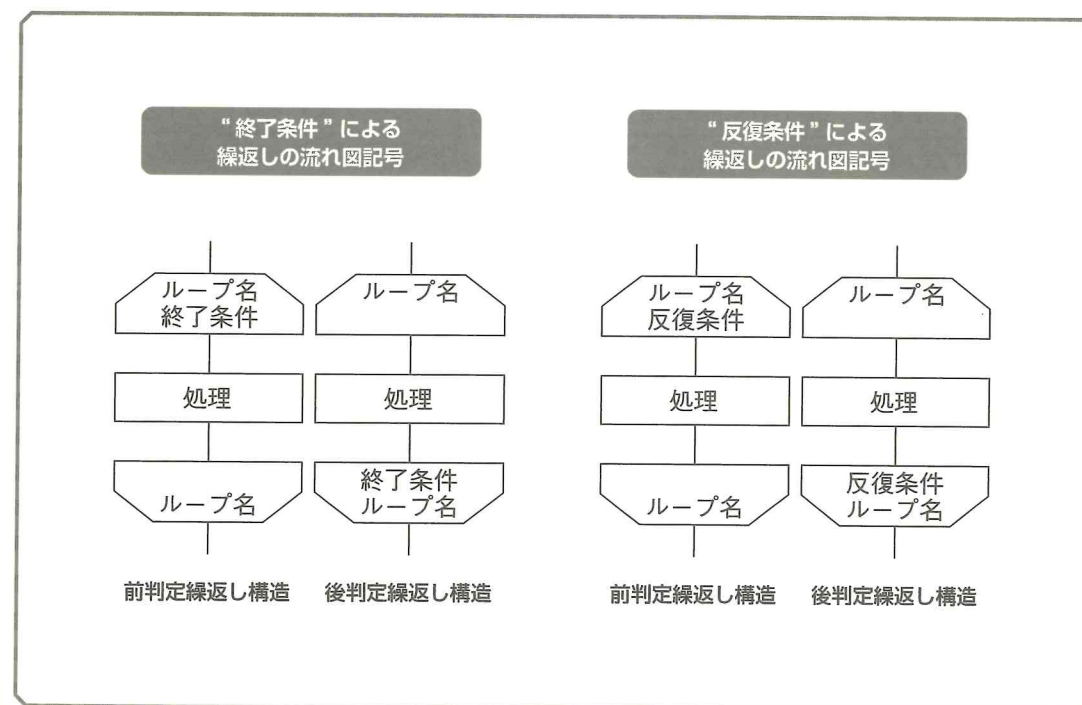 “終了条件”による
繰返しの流れ図記号
ループ名
終了条件
処理
ループ名
前判定繰返し構造
ループ名
処理
終了条件
ループ名
後判定繰返し構造
“反復条件”による
繰返しの流れ図記号
ループ名
反復条件
処理
ループ名
前判定繰返し構造
ループ名
処理
反復条件
ループ名
後判定繰返し構造